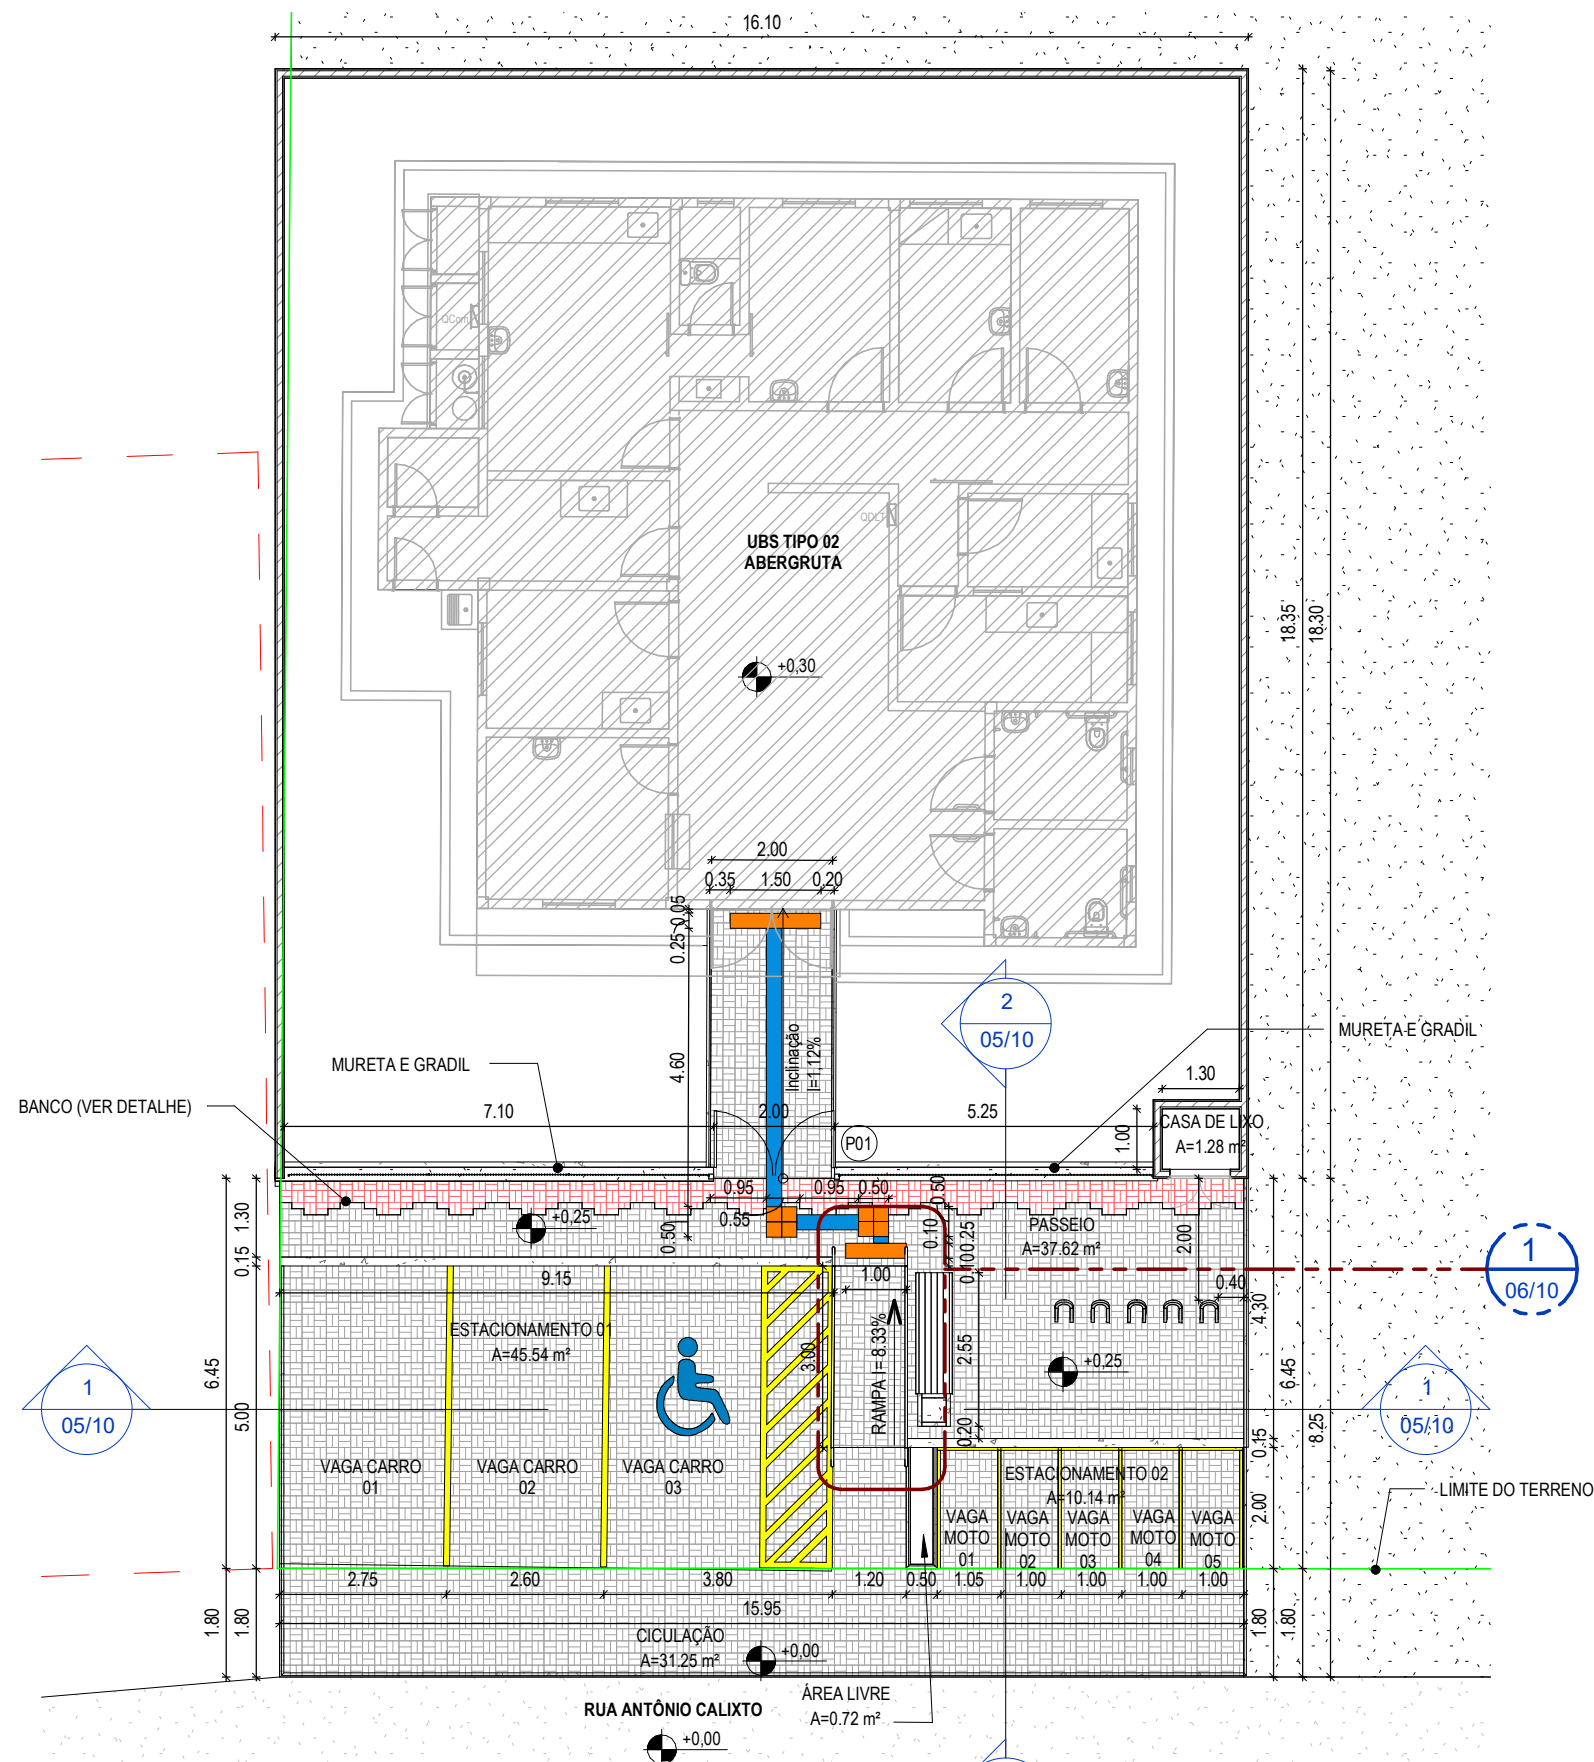 16.10
QCom
QDLT
UBS TIPO 02
ABERGRUTA
+0,30
18.35
18.30
2.00
0.35
1.50
0.20
0.05
0.25
4.60
Inclinação
I=1,12%
2
05/10
MURETA E GRADIL
MURETA E GRADIL
BANCO (VER DETALHE)
7.10
2.00
5.25
1.30
1.00
CASA DE LIXO
A=1.28 m²
P01
0.95
0.95
0.50
0.55
0.50
0.50
0.10
0.25
0.10
+0,25
PASSEIO
A=37.62 m²
2.00
0.40
1.30
0.15
6.45
5.00
1.80
1.80
9.15
1.00
ESTACIONAMENTO 01
A=45.54 m²
3.00
RAMPA I = 8.33%
2.55
0.20
+0,25
4.30
6.45
0.15
2.00
8.25
1.80
1.80
1
06/10
1
05/10
1
05/10
VAGA CARRO
01
VAGA CARRO
02
VAGA CARRO
03
ESTACIONAMENTO 02
A=10.14 m²
VAGA
MOTO
01
VAGA
MOTO
02
VAGA
MOTO
03
VAGA
MOTO
04
VAGA
MOTO
05
LIMITE DO TERRENO
2.75
2.60
3.80
1.20
0.50
1.05
1.00
1.00
1.00
1.00
15.95
CICULAÇÃO
A=31.25 m²
+0,00
ÁREA LIVRE
A=0.72 m²
RUA ANTÔNIO CALIXTO
+0,00